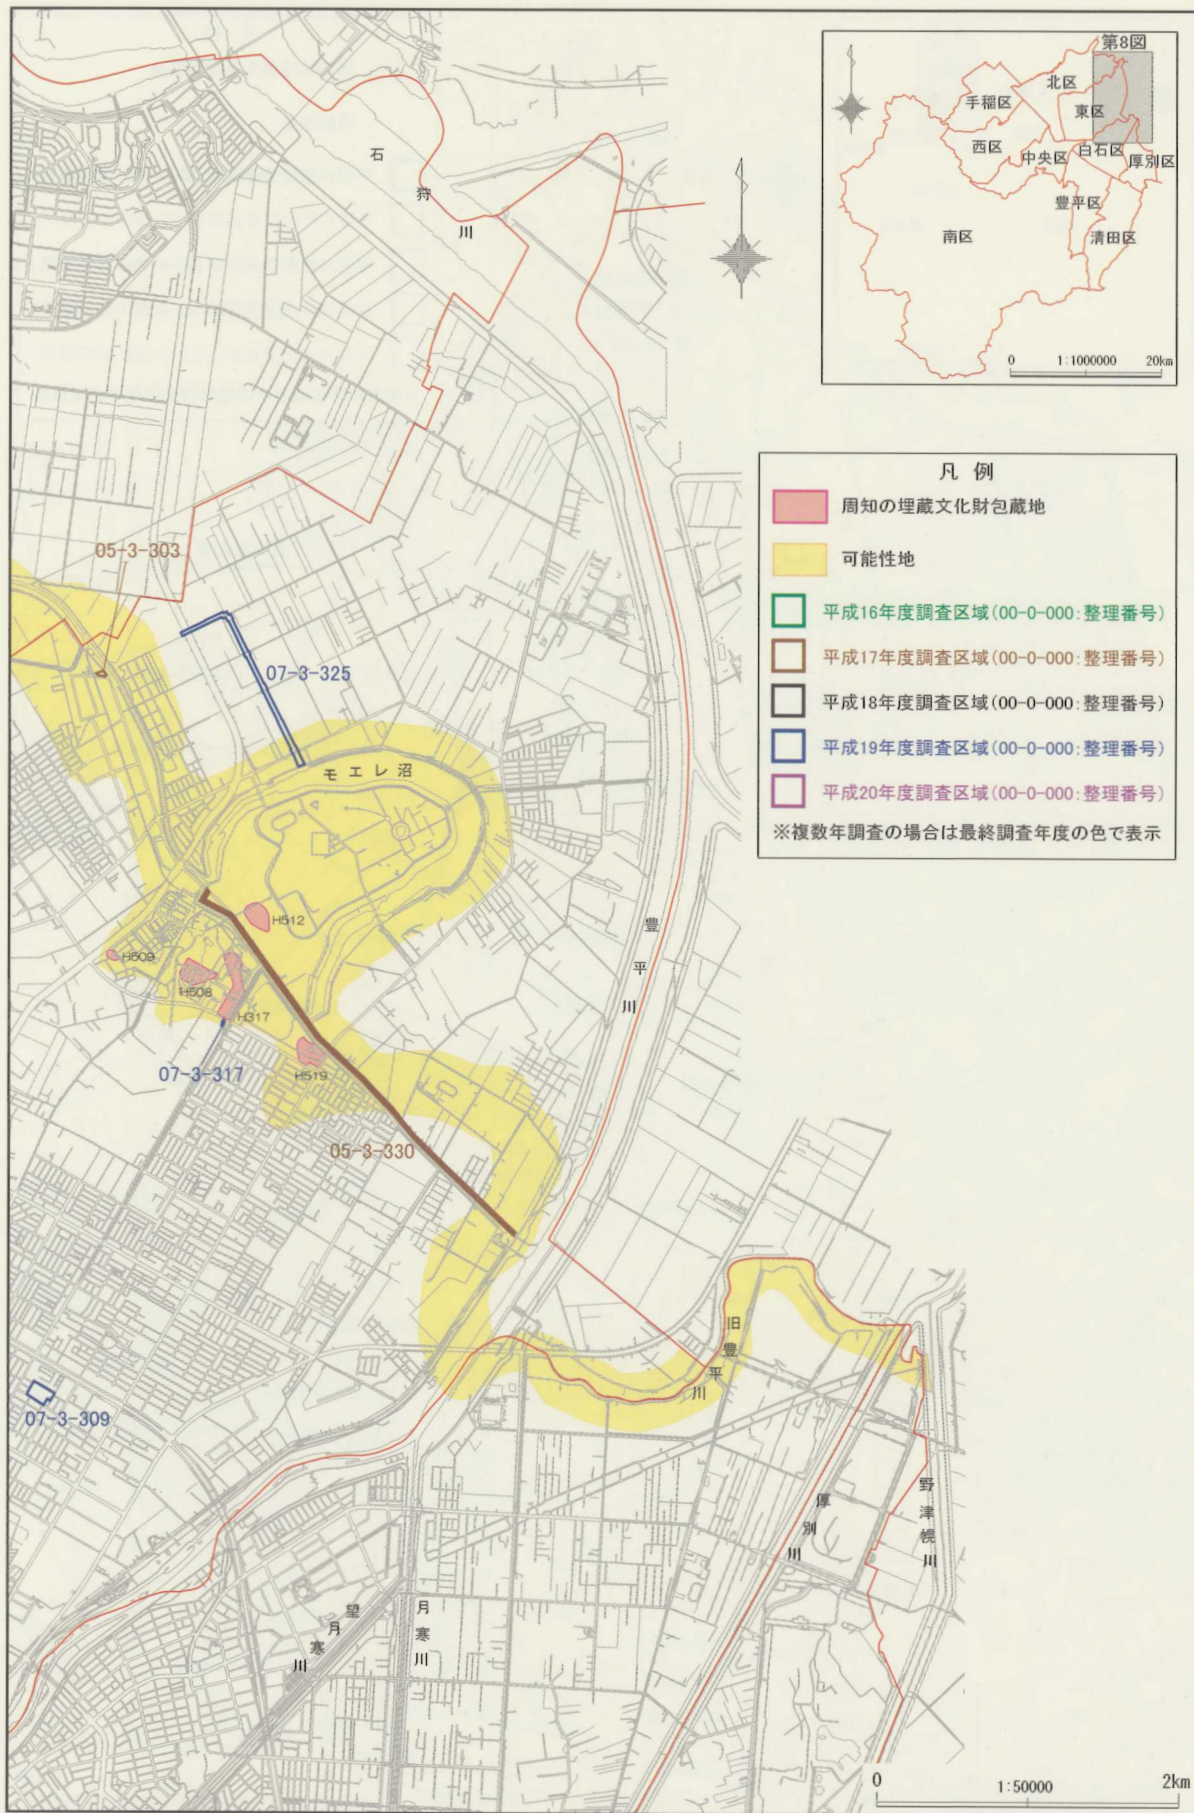 第8図
北区
手稲区
東区
西区
中央区
白石区
厚別区
豊平区
南区
清田区
0 1:1000000 20km
石狩川
凡例
周知の埋蔵文化財包蔵地
可能性地
平成16年度調査区域(00-0-000:整理番号)
平成17年度調査区域(00-0-000:整理番号)
平成18年度調査区域(00-0-000:整理番号)
平成19年度調査区域(00-0-000:整理番号)
平成20年度調査区域(00-0-000:整理番号)
※複数年調査の場合は最終調査年度の色で表示
05-3-303
07-3-325
モエレ沼
H512
豊平川
H509
H508
H317
07-3-317
H519
05-3-330
旧豊平川
07-3-309
野津幌川
厚別川
望月寒川
月寒川
0 1:50000 2km